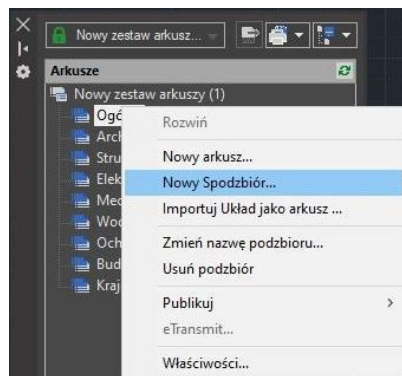 Nowy zestaw arkusz...
Arkusze
Nowy zestaw arkuszy (1)
Ogó
Arch
Stru
Elek
Mec
Woo
Och
Bud
Kraj
Rozwiń
Nowy arkusz...
Nowy Spodzbiór...
Importuj Układ jako arkusz ...
Zmień nazwę podzbioru...
Usuń podzbiór
Publikuj
eTransmit...
Właściwości...